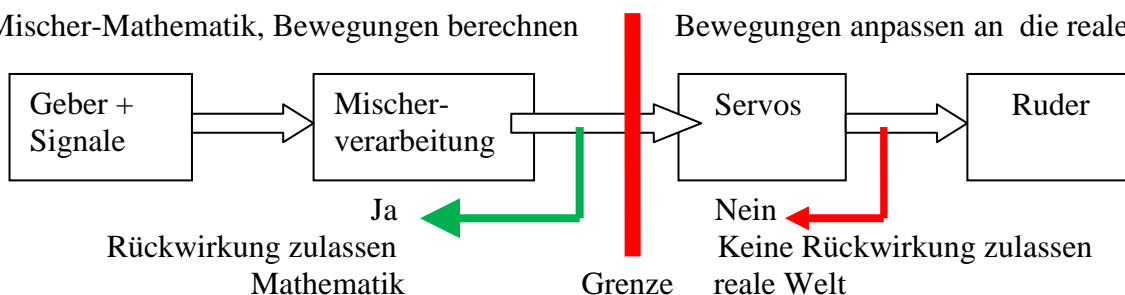 Mischer-Mathematik, Bewegungen berechnen
Bewegungen anpassen an die reale
Geber +
Signale
Mischer-
verarbeitung
Servos
Ruder
Ja
Rückwirkung zulassen
Mathematik
Grenze
Nein
Keine Rückwirkung zulassen
reale Welt